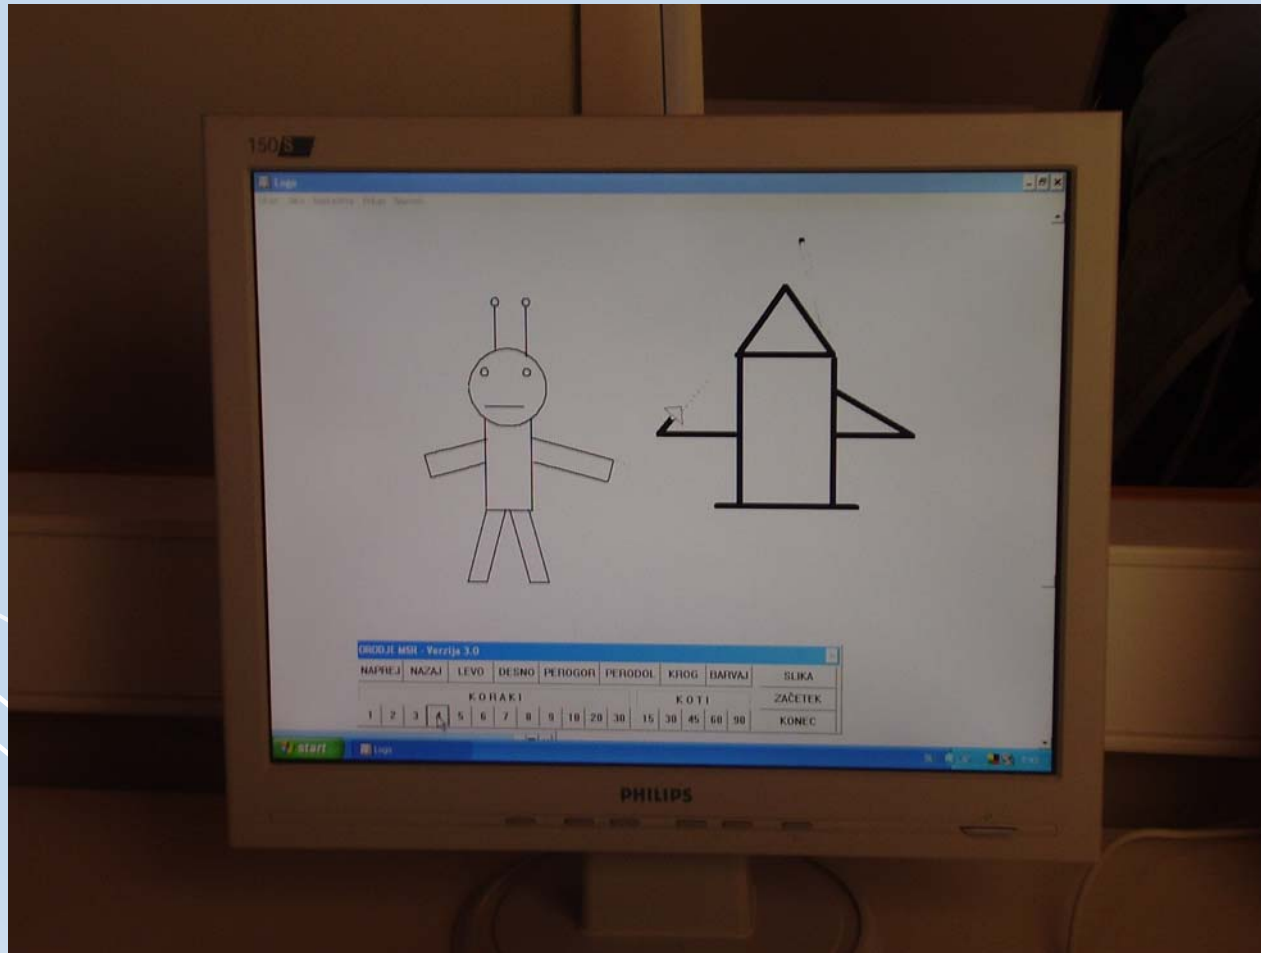 150 S
Logo
ORODJE MSR - Verzija 3.0
NAPREJ NAZAJ LEVO DESNO PEROGOR PERODOL KROG BARVAJ SLIKA
KORAKI KOTI ZAČETEK
1 2 3 4 5 6 7 8 9 10 20 30 15 30 45 60 90 KONEC
start Logo
PHILIPS